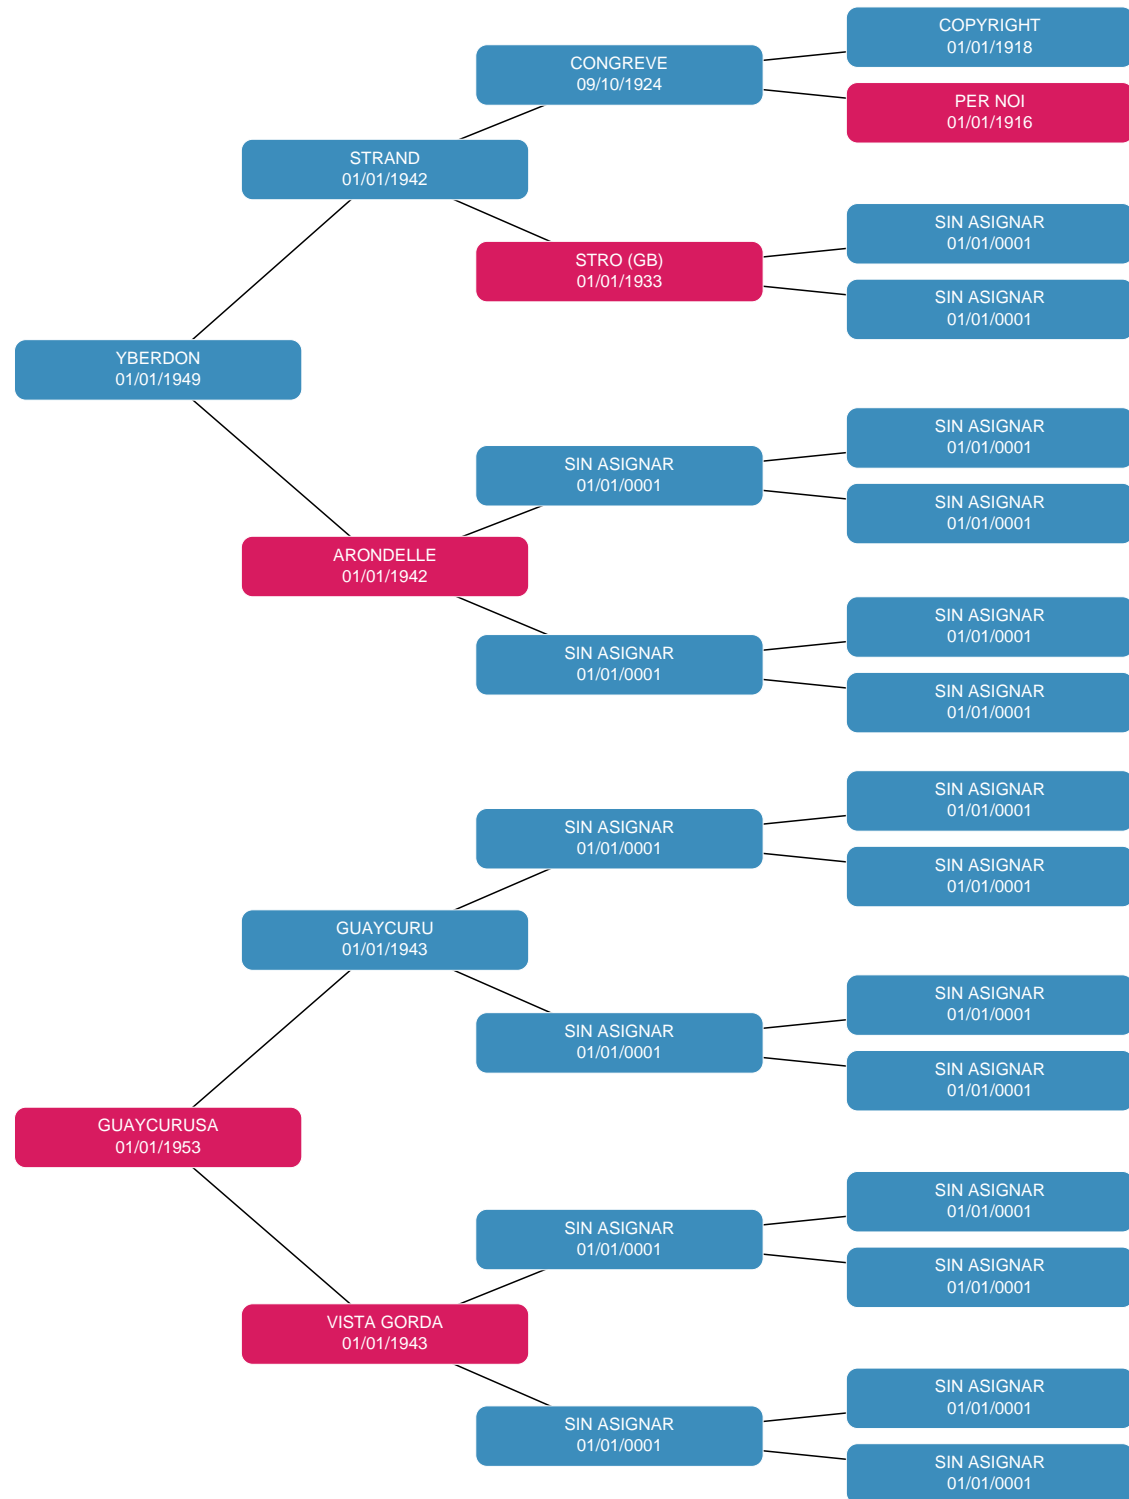 COPYRIGHT
01/01/1918
CONGREVE
09/10/1924
PER NOI
01/01/1916
STRAND
01/01/1942
SIN ASIGNAR
01/01/0001
STRO (GB)
01/01/1933
SIN ASIGNAR
01/01/0001
YBERDON
01/01/1949
SIN ASIGNAR
01/01/0001
SIN ASIGNAR
01/01/0001
SIN ASIGNAR
01/01/0001
ARONDELLE
01/01/1942
SIN ASIGNAR
01/01/0001
SIN ASIGNAR
01/01/0001
SIN ASIGNAR
01/01/0001
SIN ASIGNAR
01/01/0001
SIN ASIGNAR
01/01/0001
SIN ASIGNAR
01/01/0001
GUAYCURU
01/01/1943
SIN ASIGNAR
01/01/0001
SIN ASIGNAR
01/01/0001
SIN ASIGNAR
01/01/0001
GUAYCURUSA
01/01/1953
SIN ASIGNAR
01/01/0001
SIN ASIGNAR
01/01/0001
SIN ASIGNAR
01/01/0001
VISTA GORDA
01/01/1943
SIN ASIGNAR
01/01/0001
SIN ASIGNAR
01/01/0001
SIN ASIGNAR
01/01/0001